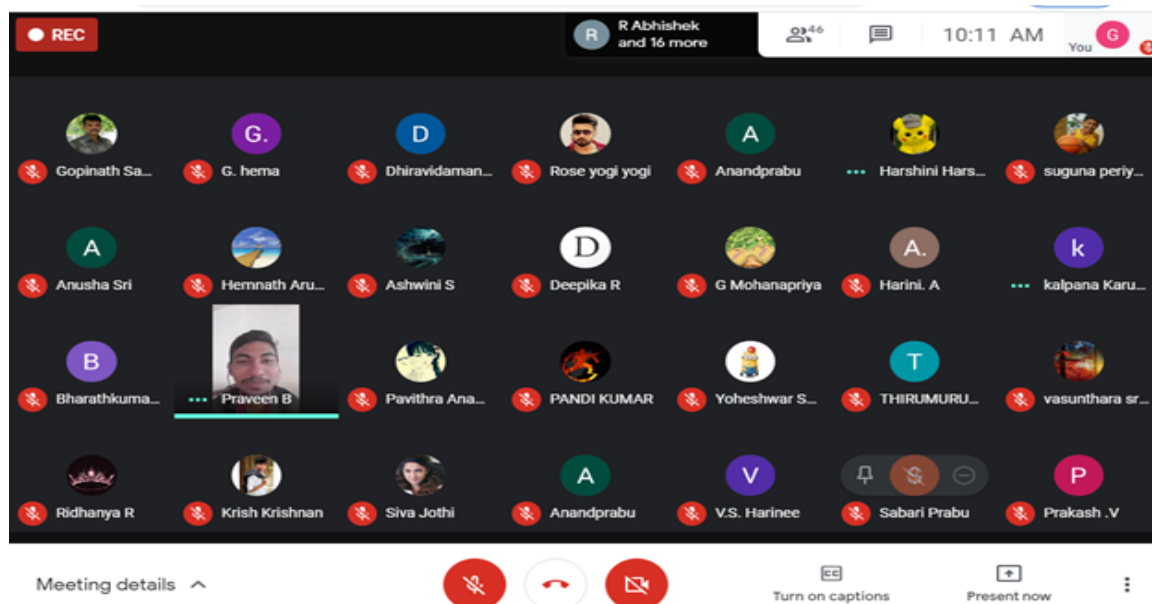 REC
R
R Abhishek
and 16 more
46
10:11 AM
You
G
G.
D
A
Gopinath Sa...
G. hema
Dhiravidaman...
Rose yogi yogi
Anandprabu
Harshini Hars...
suguna periy...
A
D
A.
k
Anusha Sri
Hemnath Aru...
Ashwini S
Deepika R
G Mohanapriya
Harini. A
kalpana Karu...
B
T
Bharathkuma...
Praveen B
Pavithra Ana...
PANDI KUMAR
Yoheshwar S...
THIRUMURU...
vasunthara sr...
A
V
P
Ridhanya R
Krish Krishnan
Siva Jothi
Anandprabu
V.S. Harinee
Sabari Prabu
Prakash .V
Meeting details
CC
Turn on captions
Present now